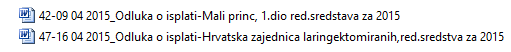 42-09 04 2015_Odluka o isplati-Mali princ, 1.dio red.sredstava za 2015
47-16 04 2015_Odluka o isplati-Hrvatska zajednica laringektomiranih,red.sredstva za 2015